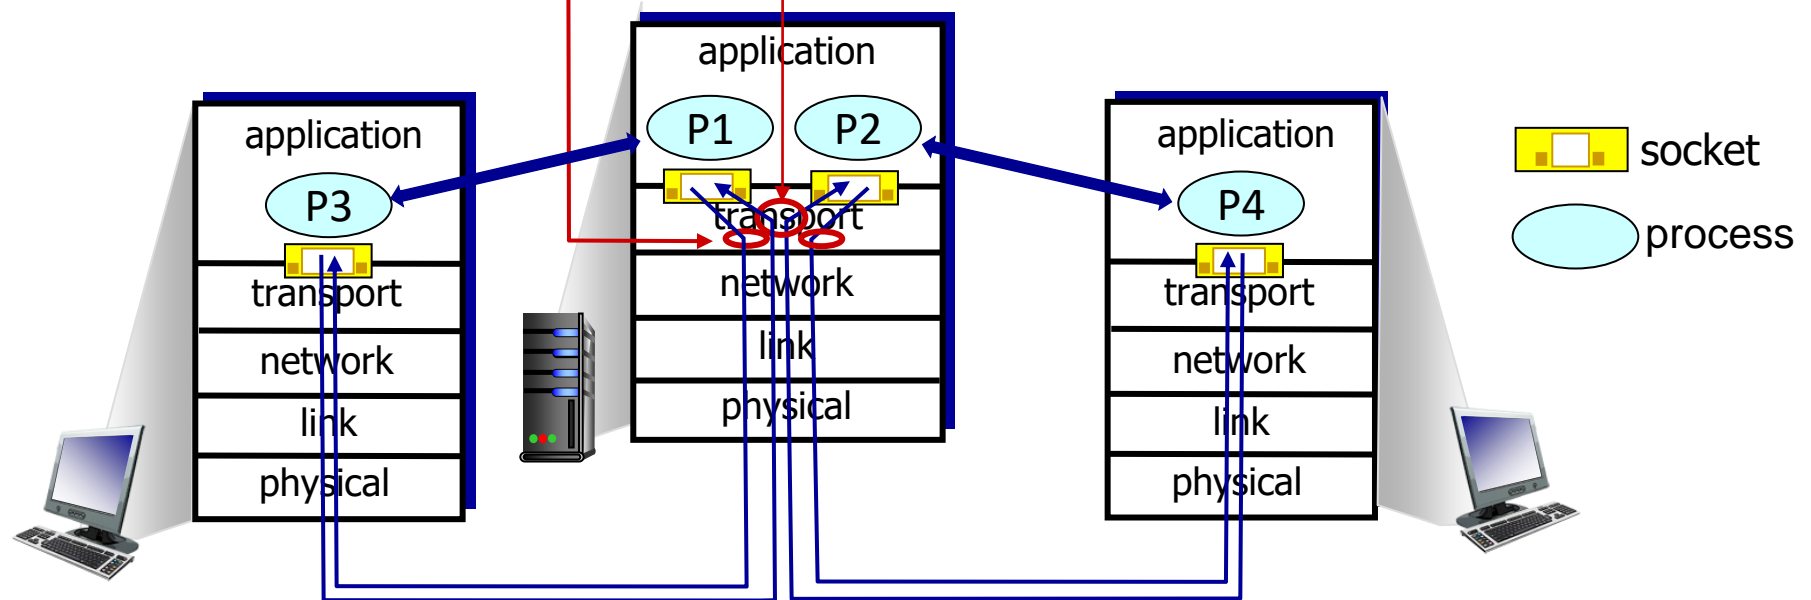 application
P3
transport
network
link
physical
application
P1
P2
transport
network
link
physical
application
P4
transport
network
link
physical
socket
process